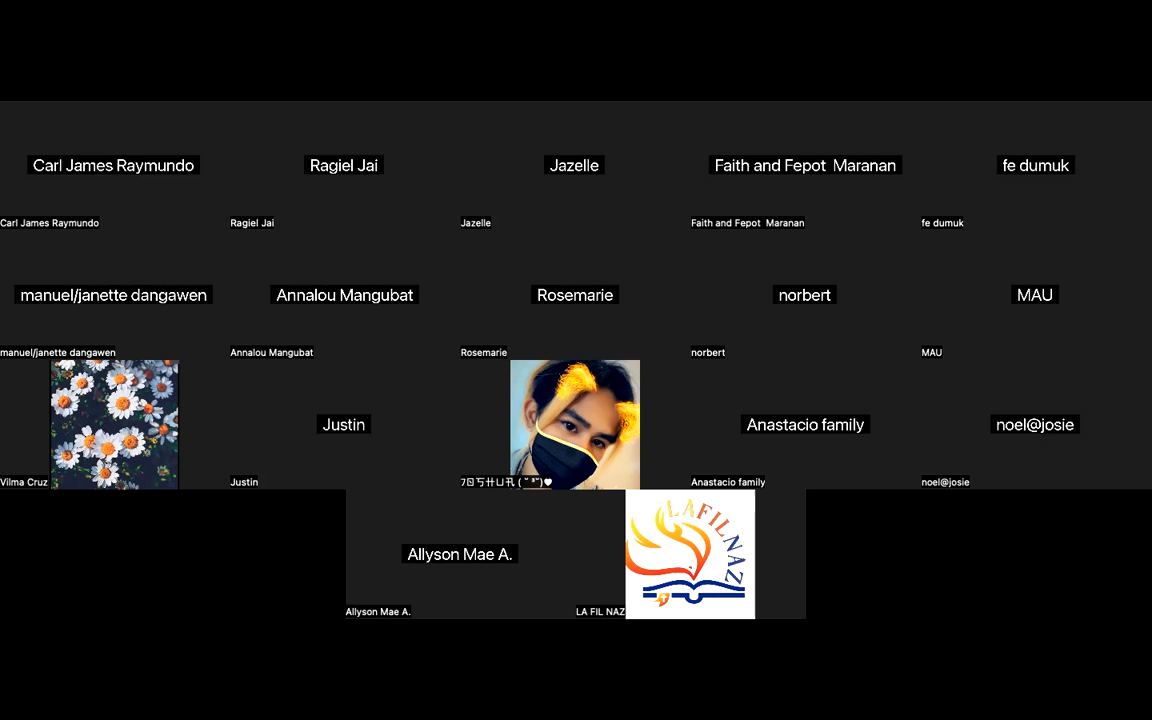 Carl James Raymundo
Ragiel Jai
Jazelle
Faith and Fepot  Maranan
fe dumuk
Carl James Raymundo
Ragiel Jai
Jazelle
Faith and Fepot  Maranan
fe dumuk
manuel/janette dangawen
Annalou Mangubat
Rosemarie
norbert
MAU
manuel/janette dangawen
Annalou Mangubat
Rosemarie
norbert
MAU
Justin
Anastacio family
noel@josie
Vilma Cruz
Justin
Anastacio family
noel@josie
LAFILNAZ
Allyson Mae A.
Allyson Mae A.
LA FIL NAZ